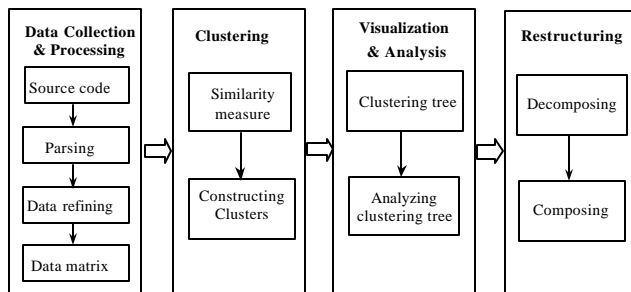 Data Collection
& Processing
Source code
Parsing
Data refining
Data matrix
Clustering
Similarity
measure
Constructing
Clusters
Visualization
& Analysis
Clustering tree
Analyzing
clustering tree
Restructuring
Decomposing
Composing